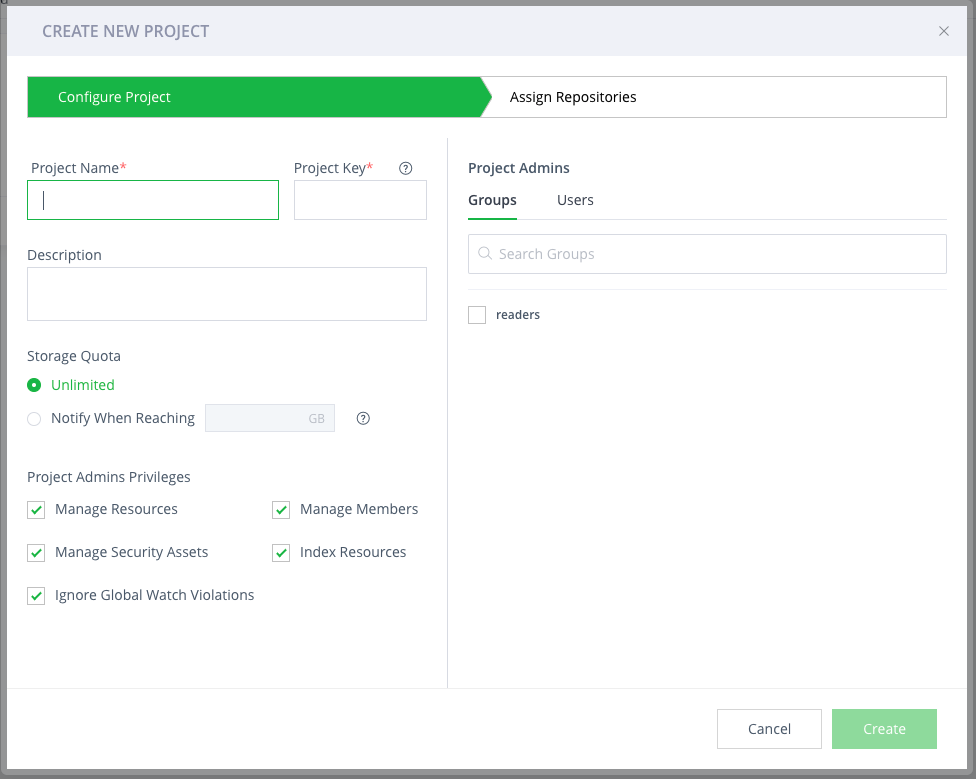 CREATE NEW PROJECT
Configure Project
Assign Repositories
Project Name*
Project Key*
Description
Storage Quota
Unlimited
Notify When Reaching GB
Project Admins Privileges
Manage Resources
Manage Members
Manage Security Assets
Index Resources
Ignore Global Watch Violations
Project Admins
Groups Users
Search Groups
readers
Cancel
Create